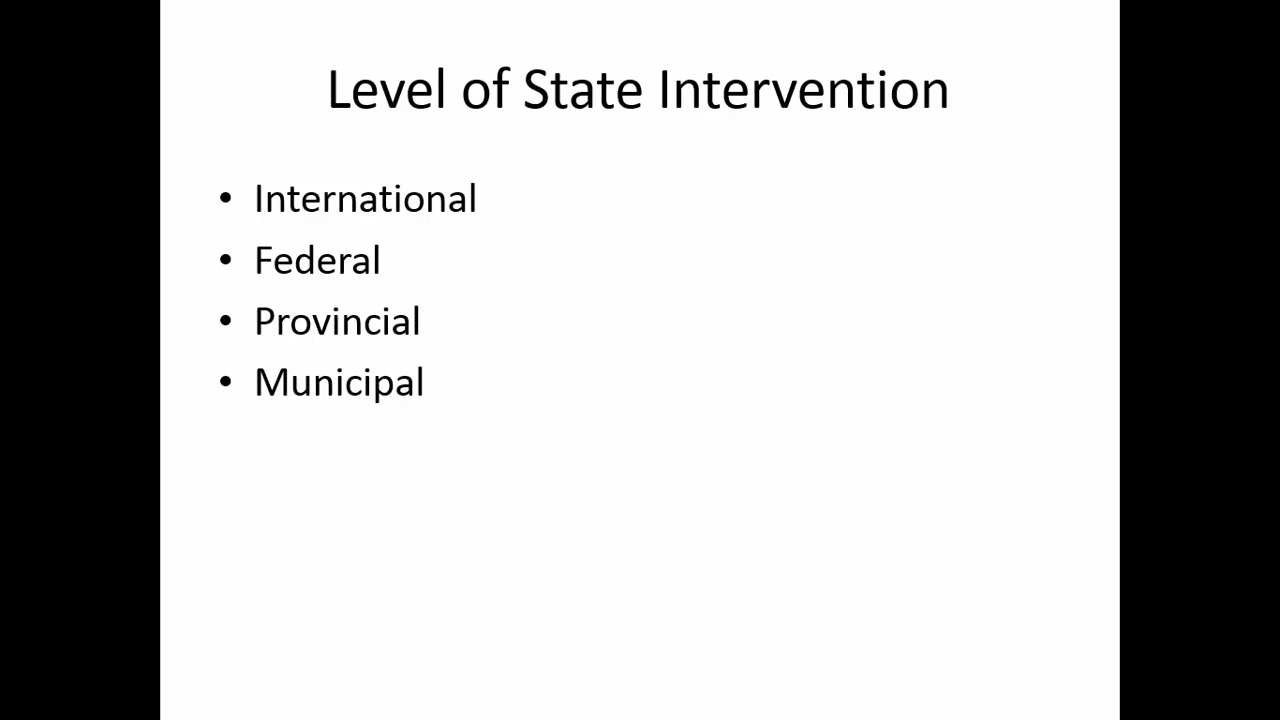 Level of State Intervention
• International
• Federal
• Provincial
• Municipal